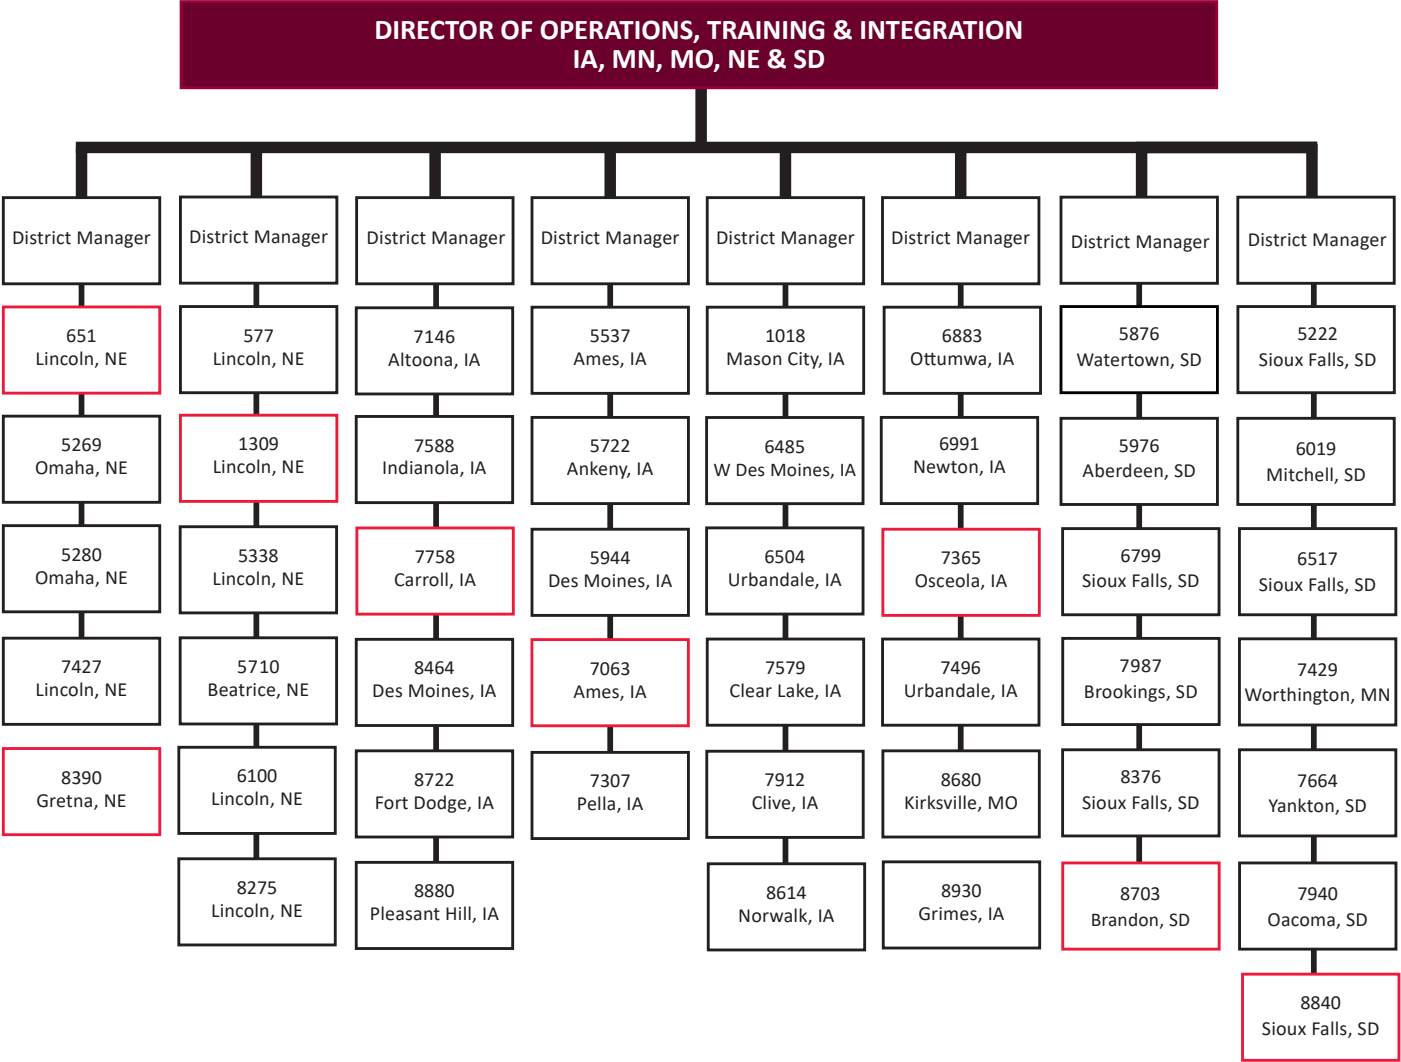 DIRECTOR OF OPERATIONS, TRAINING & INTEGRATION
IA, MN, MO, NE & SD
District Manager
651
Lincoln, NE
5269
Omaha, NE
5280
Omaha, NE
7427
Lincoln, NE
8390
Gretna, NE
District Manager
577
Lincoln, NE
1309
Lincoln, NE
5338
Lincoln, NE
5710
Beatrice, NE
6100
Lincoln, NE
8275
Lincoln, NE
District Manager
7146
Altoona, IA
7588
Indianola, IA
7758
Carroll, IA
8464
Des Moines, IA
8722
Fort Dodge, IA
8880
Pleasant Hill, IA
District Manager
5537
Ames, IA
5722
Ankeny, IA
5944
Des Moines, IA
7063
Ames, IA
7307
Pella, IA
District Manager
1018
Mason City, IA
6485
W Des Moines, IA
6504
Urbandale, IA
7579
Clear Lake, IA
7912
Clive, IA
8614
Norwalk, IA
District Manager
6883
Ottumwa, IA
6991
Newton, IA
7365
Osceola, IA
7496
Urbandale, IA
8680
Kirksville, MO
8930
Grimes, IA
District Manager
5876
Watertown, SD
5976
Aberdeen, SD
6799
Sioux Falls, SD
7987
Brookings, SD
8376
Sioux Falls, SD
8703
Brandon, SD
District Manager
5222
Sioux Falls, SD
6019
Mitchell, SD
6517
Sioux Falls, SD
7429
Worthington, MN
7664
Yankton, SD
7940
Oacoma, SD
8840
Sioux Falls, SD